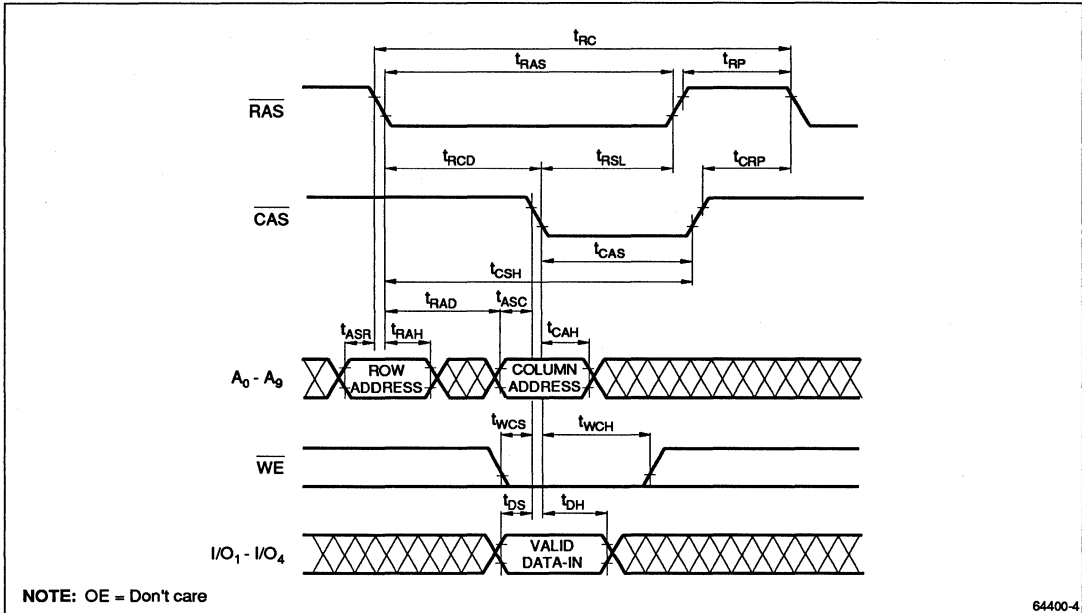 tRC
tRAS tRP
RAS
tRCD tRSL tCRP
CAS
tCAS
tCSH
tRAD tASC
tASR tRAH tCAH
A0 - A9 ROW ADDRESS COLUMN ADDRESS
tWCS tWCH
WE
tDS tDH
I/O1 - I/O4 VALID DATA-IN
NOTE: OE = Don't care
64400-4